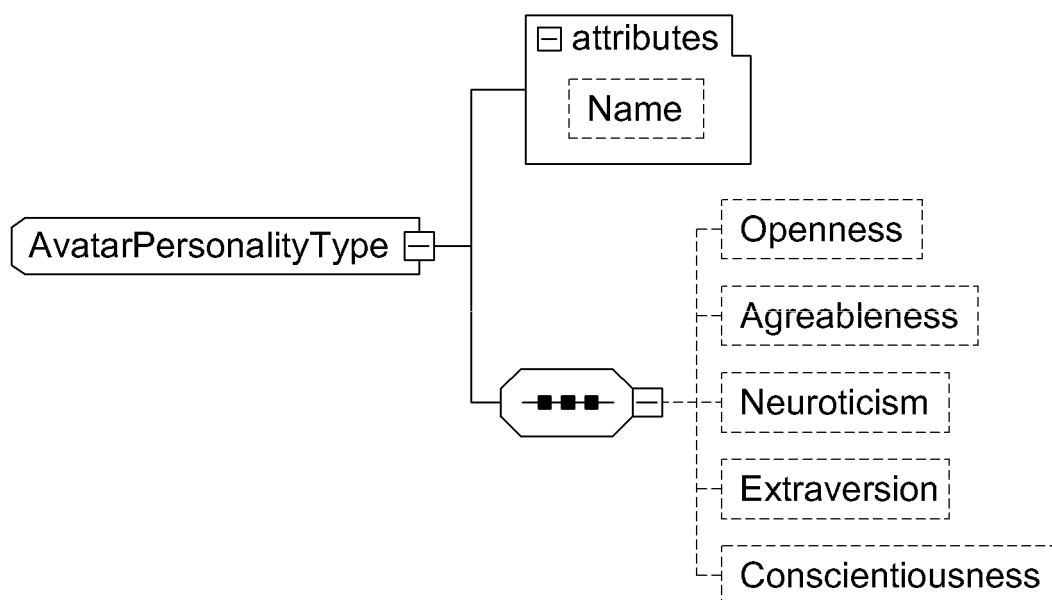 attributes
Name
AvatarPersonalityType
Openness
Agreableness
Neuroticism
Extraversion
Conscientiousness